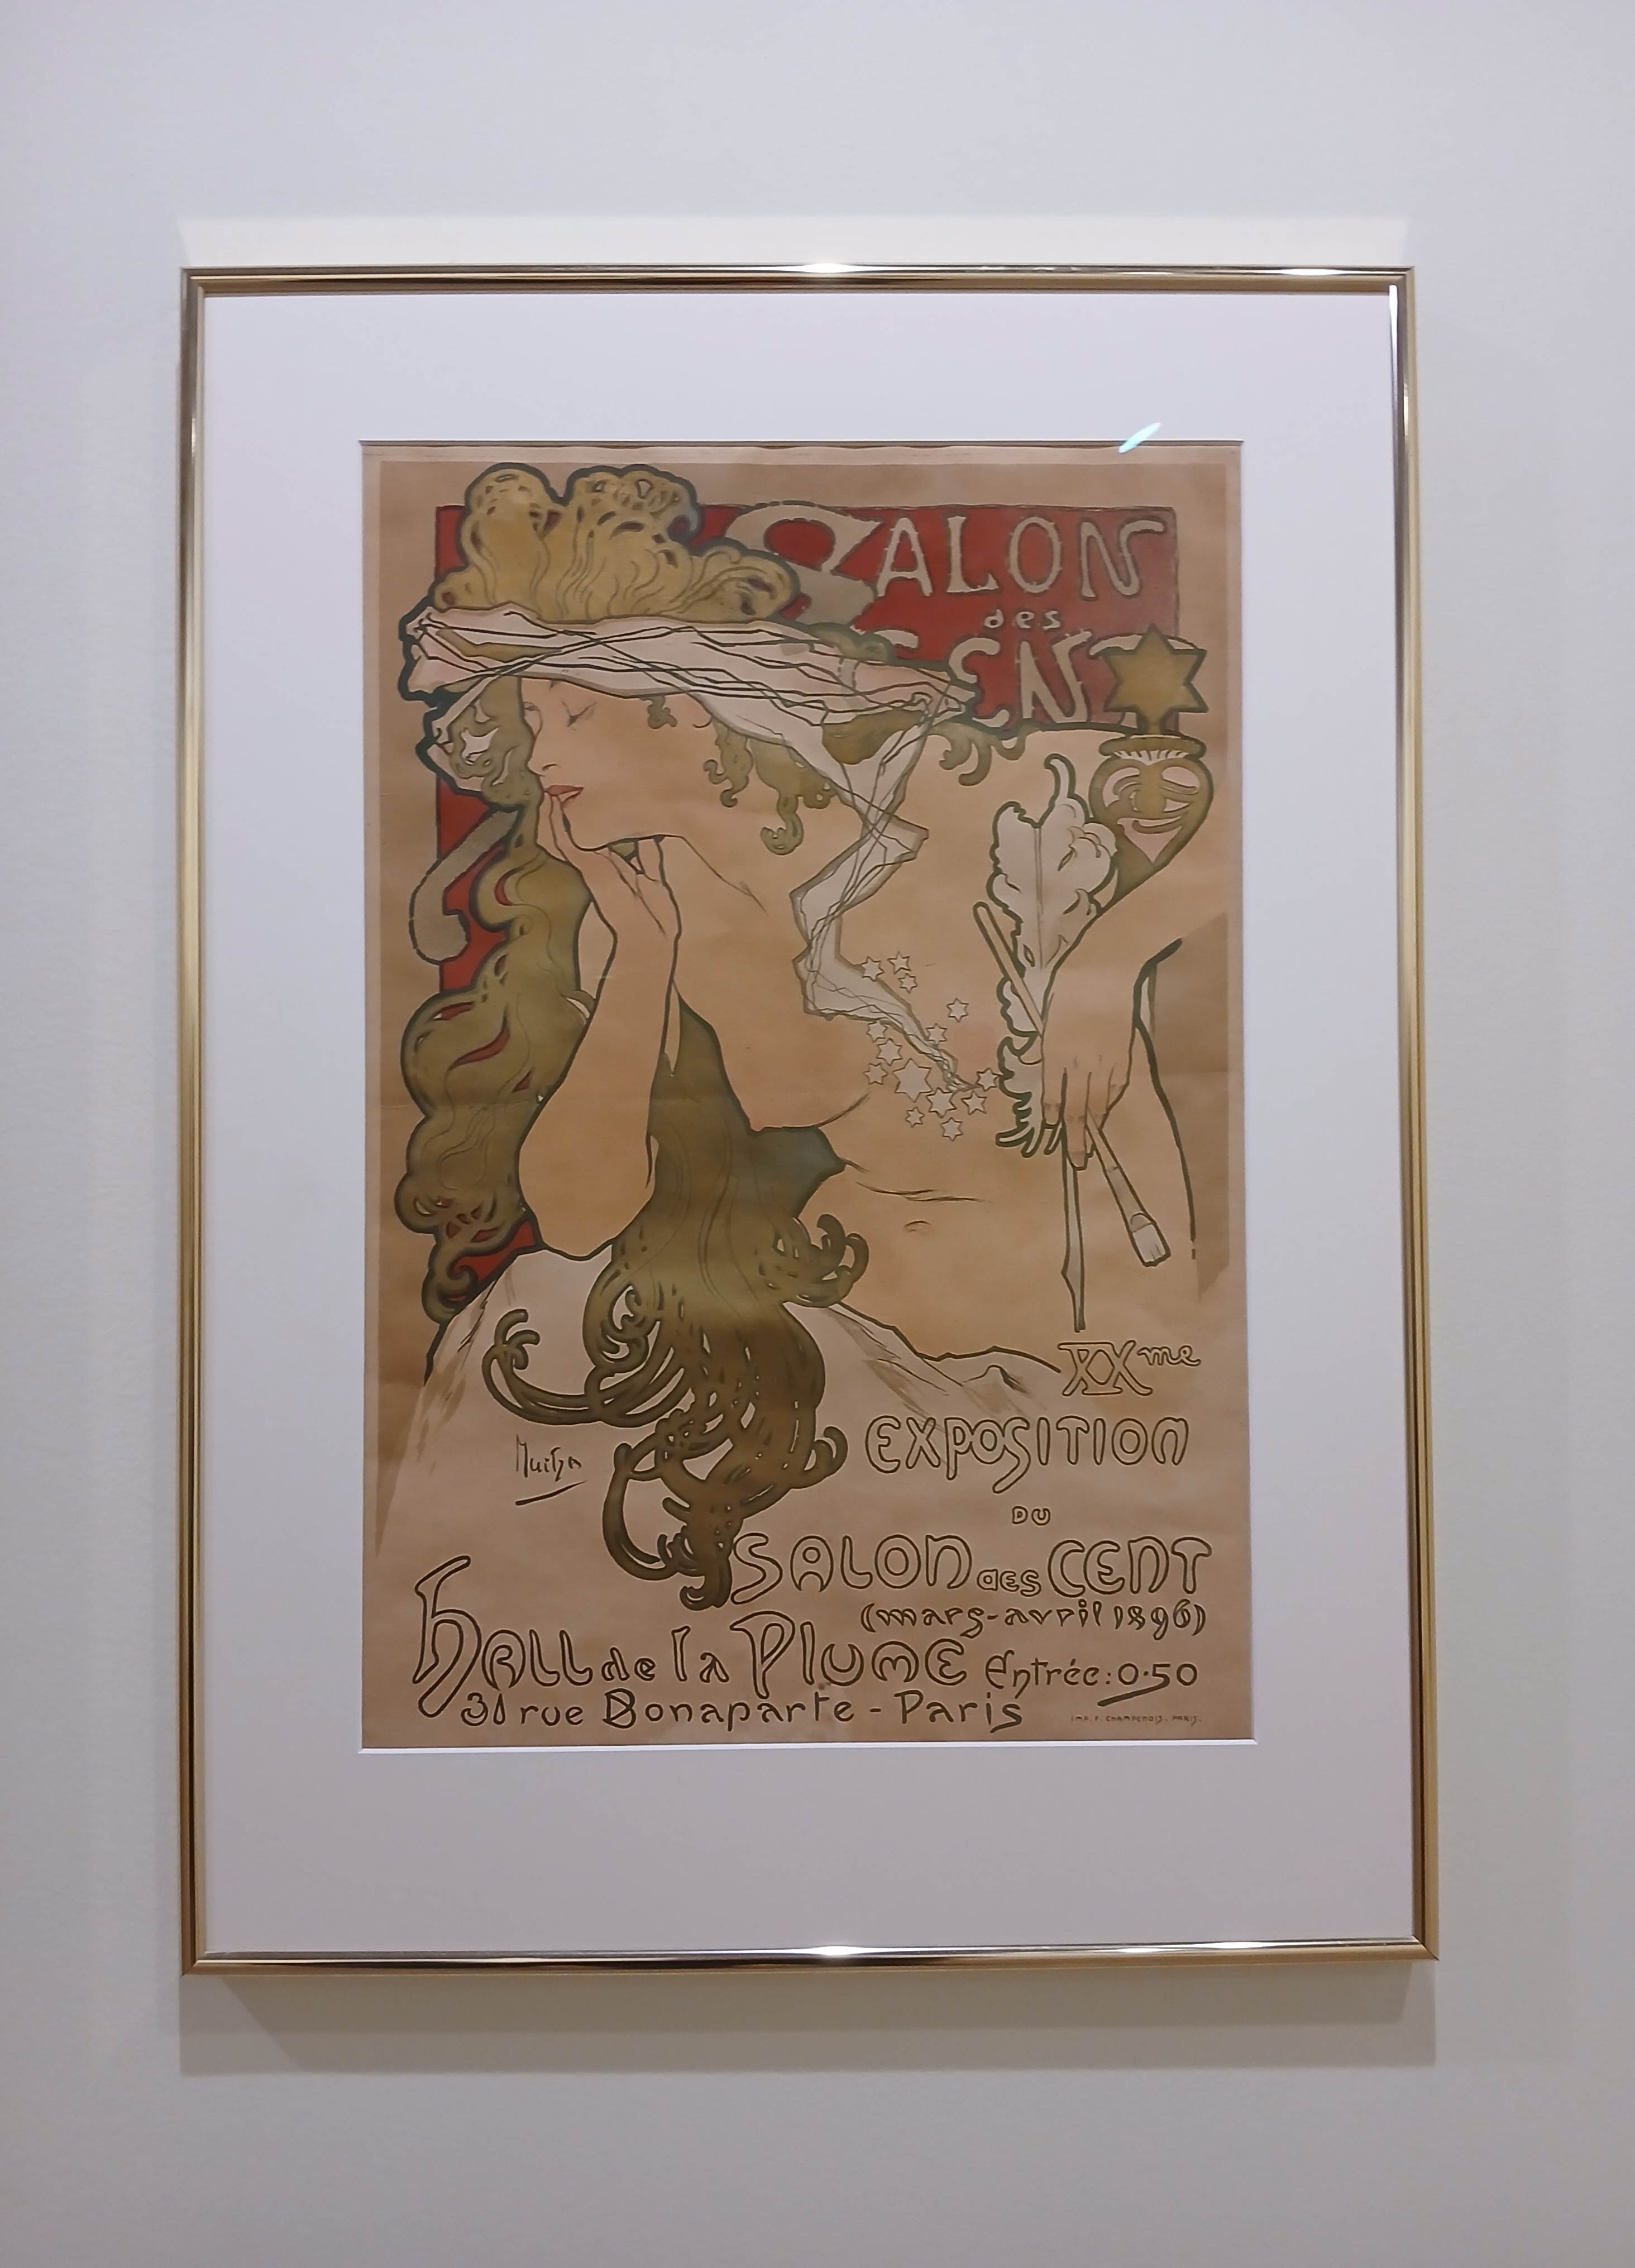 SALON
des
CENT
Mucha
XXme
EXPOSITION
DU
SALON DES CENT
(mars-avril 1896)
HALL de la PLUME Entrée: 0.50
31 rue Bonaparte - Paris
IMP. F. CHAMPENOIS. PARIS.